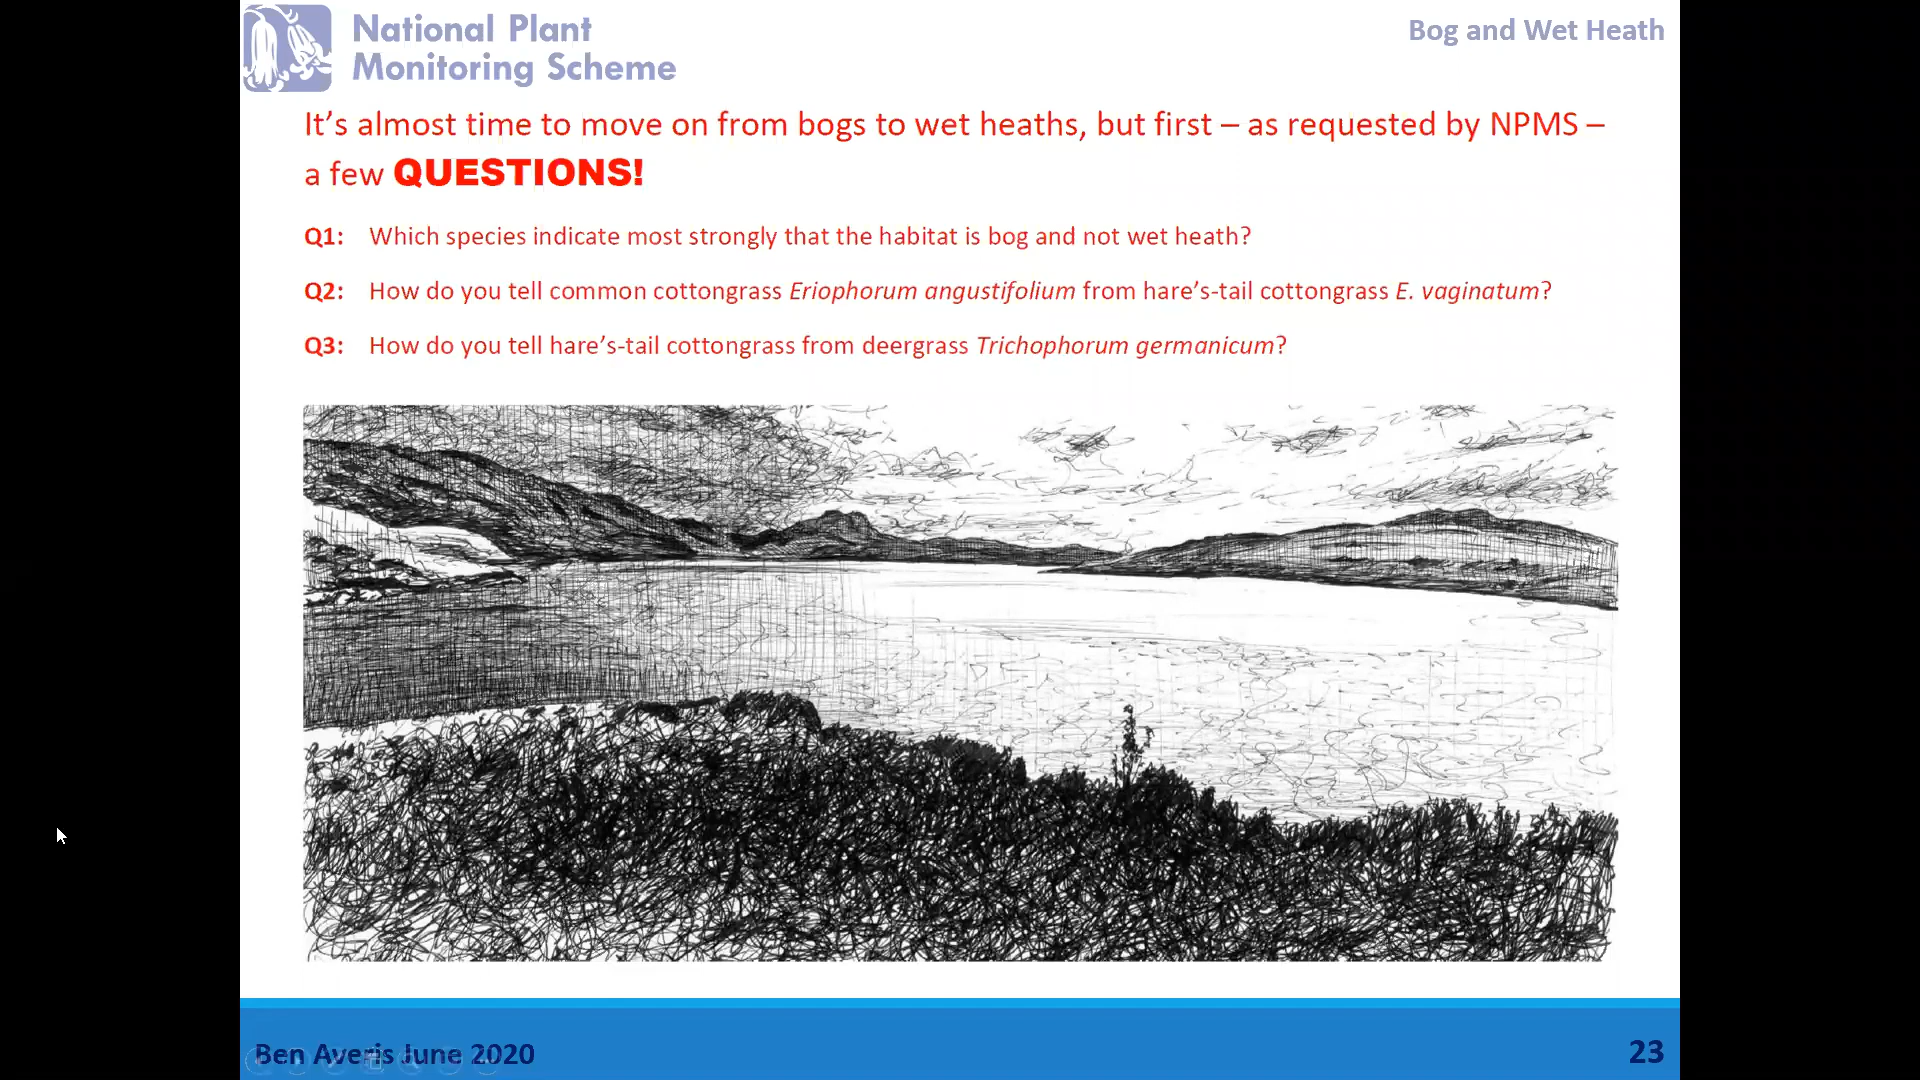 National Plant
Monitoring Scheme
Bog and Wet Heath
It’s almost time to move on from bogs to wet heaths, but first – as requested by NPMS –
a few QUESTIONS!
Q1: Which species indicate most strongly that the habitat is bog and not wet heath?
Q2: How do you tell common cottongrass Eriophorum angustifolium from hare’s-tail cottongrass E. vaginatum?
Q3: How do you tell hare’s-tail cottongrass from deergrass Trichophorum germanicum?
Ben Averis June 2020
23